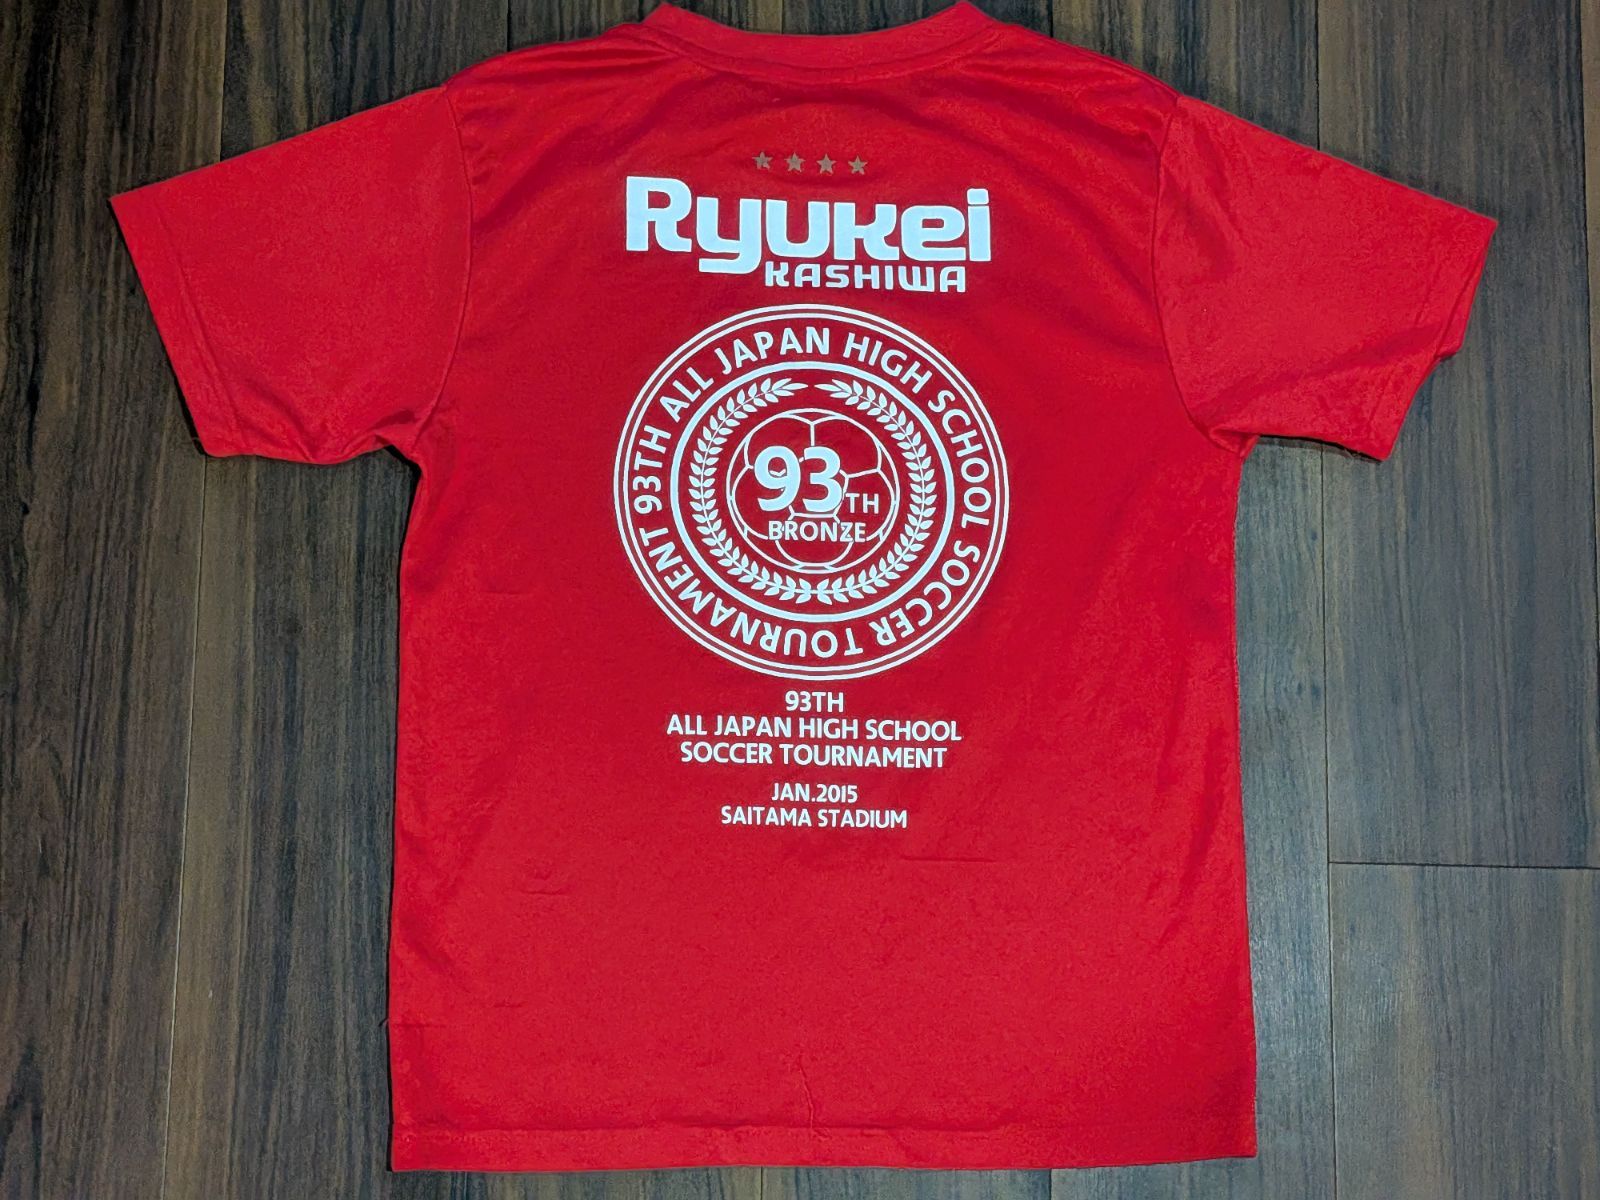 Ryukei
KASHIWA
93TH ALL JAPAN HIGH SCHOOL SOCCER TOURNAMENT
93TH
BRONZE
93TH
ALL JAPAN HIGH SCHOOL
SOCCER TOURNAMENT
JAN.2015
SAITAMA STADIUM